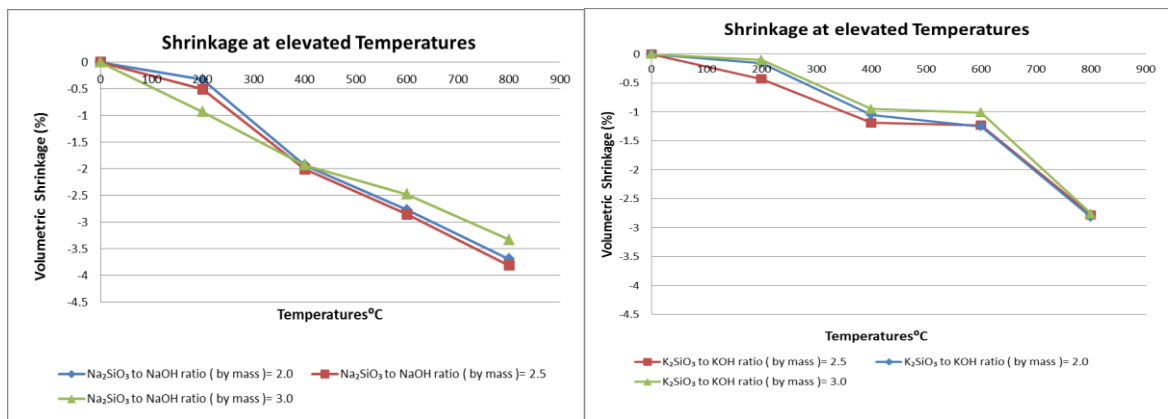 Shrinkage at elevated Temperatures
0
0 100 200 300 400 500 600 700 800 900
-0.5
-1
-1.5
-2
-2.5
-3
-3.5
-4
-4.5
Volumetric Shrinkage (%)
Temperatures⁰C
Na₂SiO₃ to NaOH ratio ( by mass )= 2.0
Na₂SiO₃ to NaOH ratio ( by mass )= 2.5
Na₂SiO₃ to NaOH ratio ( by mass )= 3.0
Shrinkage at elevated Temperatures
0
0 100 200 300 400 500 600 700 800 900
-0.5
-1
-1.5
-2
-2.5
-3
-3.5
-4
-4.5
Volumetric Shrinkage (%)
Temperatures⁰C
K₂SiO₃ to KOH ratio ( by mass )= 2.5
K₂SiO₃ to KOH ratio ( by mass )= 2.0
K₂SiO₃ to KOH ratio ( by mass )= 3.0